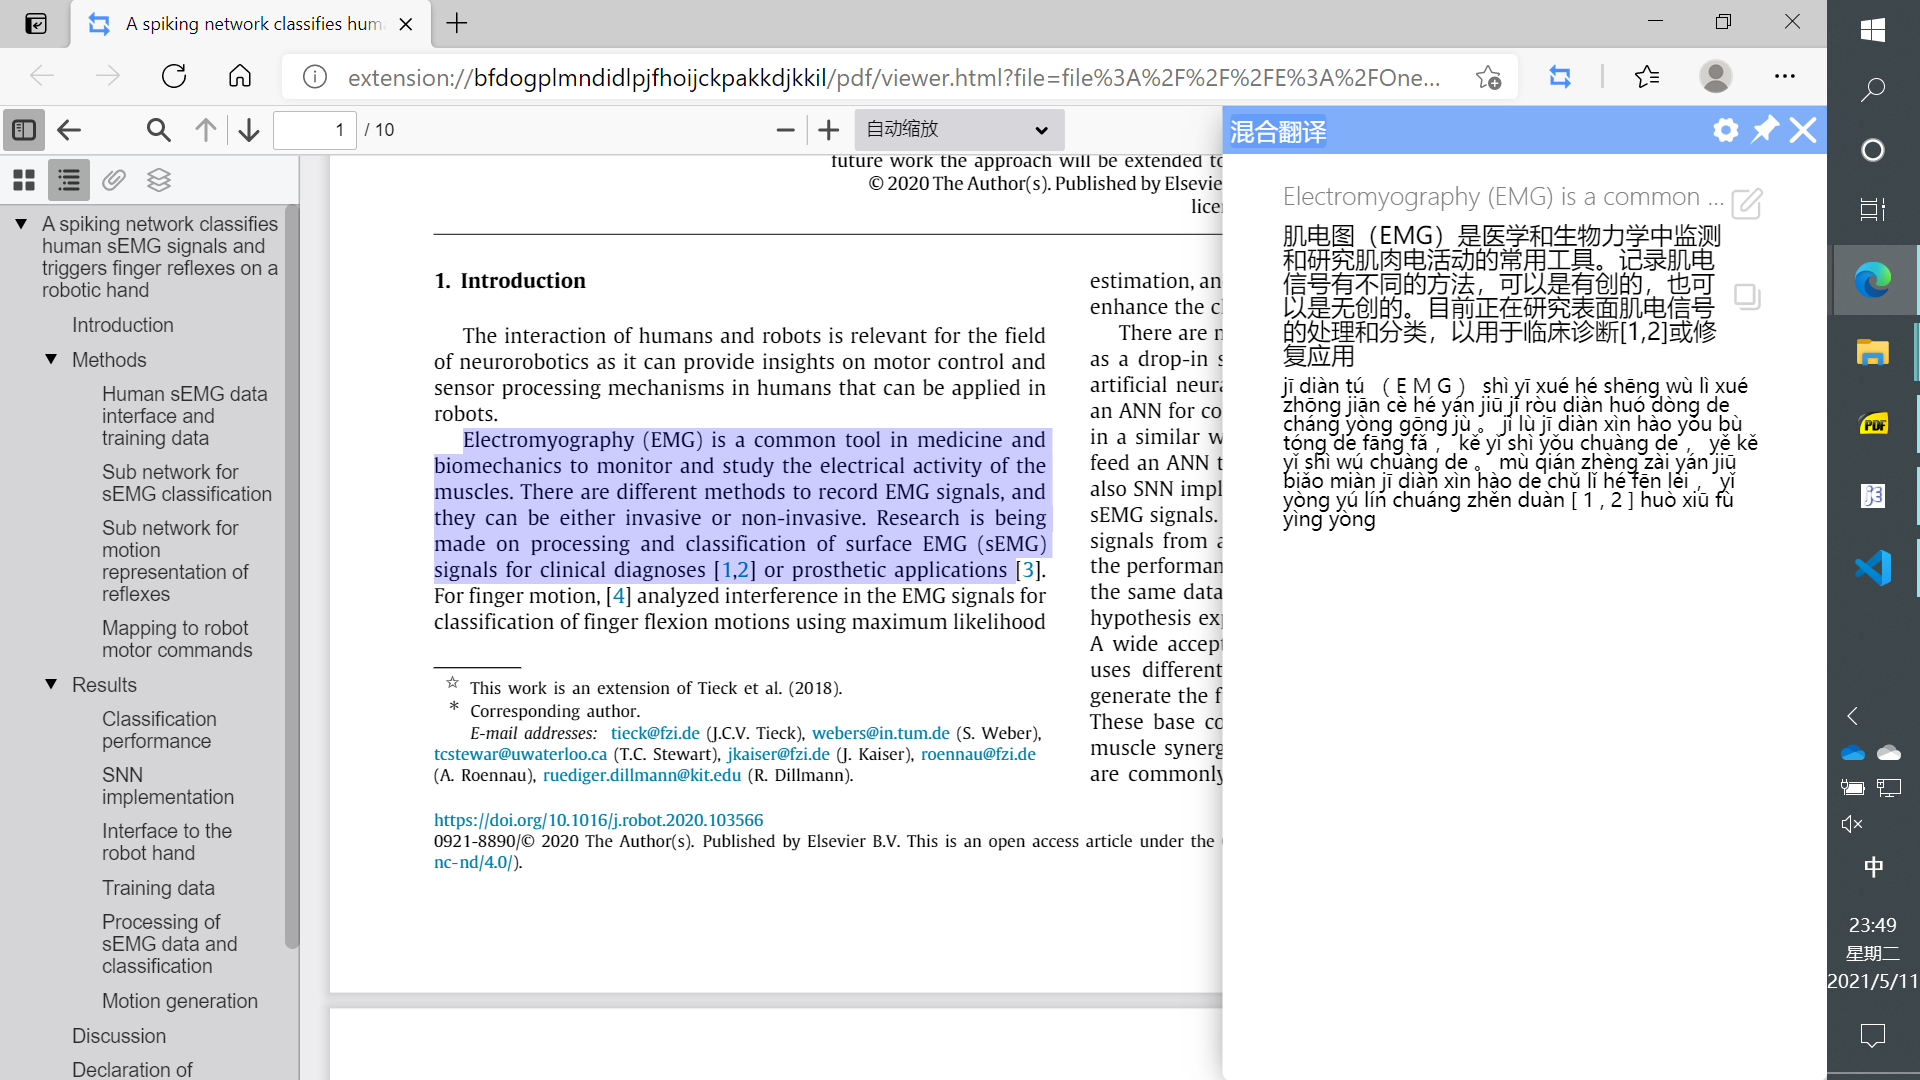 A spiking network classifies hum
extension://bfdogplmndidlpjfhoijckpakkdjkkil/pdf/viewer.html?file=file%3A%2F%2F%2FE%3A%2FOne...
1
/ 10
自动缩放
A spiking network classifies
human sEMG signals and
triggers finger reflexes on a
robotic hand
Introduction
Methods
Human sEMG data
interface and
training data
Sub network for
sEMG classification
Sub network for
motion
representation of
reflexes
Mapping to robot
motor commands
Results
Classification
performance
SNN
implementation
Interface to the
robot hand
Training data
Processing of
sEMG data and
classification
Motion generation
Discussion
Declaration of
future work the approach will be extended to
© 2020 The Author(s). Published by Elsevier
1. Introduction
The interaction of humans and robots is relevant for the field
of neurorobotics as it can provide insights on motor control and
sensor processing mechanisms in humans that can be applied in
robots.
Electromyography (EMG) is a common tool in medicine and
biomechanics to monitor and study the electrical activity of the
muscles. There are different methods to record EMG signals, and
they can be either invasive or non-invasive. Research is being
made on processing and classification of surface EMG (sEMG)
signals for clinical diagnoses [1,2] or prosthetic applications [3].
For finger motion, [4] analyzed interference in the EMG signals for
classification of finger flexion motions using maximum likelihood
☆ This work is an extension of Tieck et al. (2018).
* Corresponding author.
E-mail addresses: tieck@fzi.de (J.C.V. Tieck), webers@in.tum.de (S. Weber),
tcstewar@uwaterloo.ca (T.C. Stewart), jkaiser@fzi.de (J. Kaiser), roennau@fzi.de
(A. Roennau), ruediger.dillmann@kit.edu (R. Dillmann).
https://doi.org/10.1016/j.robot.2020.103566
0921-8890/© 2020 The Author(s). Published by Elsevier B.V. This is an open access article under the
nc-nd/4.0/).
estimation, an
enhance the c
There are
as a drop-in
artificial neura
an ANN for co
in a similar
feed an ANN
also SNN impl
sEMG signals.
signals from
the performan
the same data
hypothesis ex
A wide accept
uses different
generate the
These base co
muscle synerg
are commonly
混合翻译
Electromyography (EMG) is a common ...
肌电图（EMG）是医学和生物力学中监测
和研究肌肉电活动的常用工具。记录肌电
信号有不同的方法，可以是有创的，也可
以是无创的。目前正在研究表面肌电信号
的处理和分类，以用于临床诊断[1,2]或修
复应用
jī diàn tú （ E M G ） shì yī xué hé shēng wù lì xué
zhōng jiān cè hé yán jiū jī ròu diàn huó dòng de
cháng yòng gōng jù 。 jì lù jī diàn xìn hào yǒu bù
tóng de fāng fǎ ， kě yǐ shì yǒu chuàng de ， yě kě
yǐ shì wú chuàng de 。 mù qián zhèng zài yán jiū
biǎo miàn jī diàn xìn hào de chǔ lǐ hé fēn lèi ， yǐ
yòng yú lín chuáng zhěn duàn [ 1 , 2 ] huò xiū fù
yìng yòng
PDF
中
23:49
星期二
2021/5/11